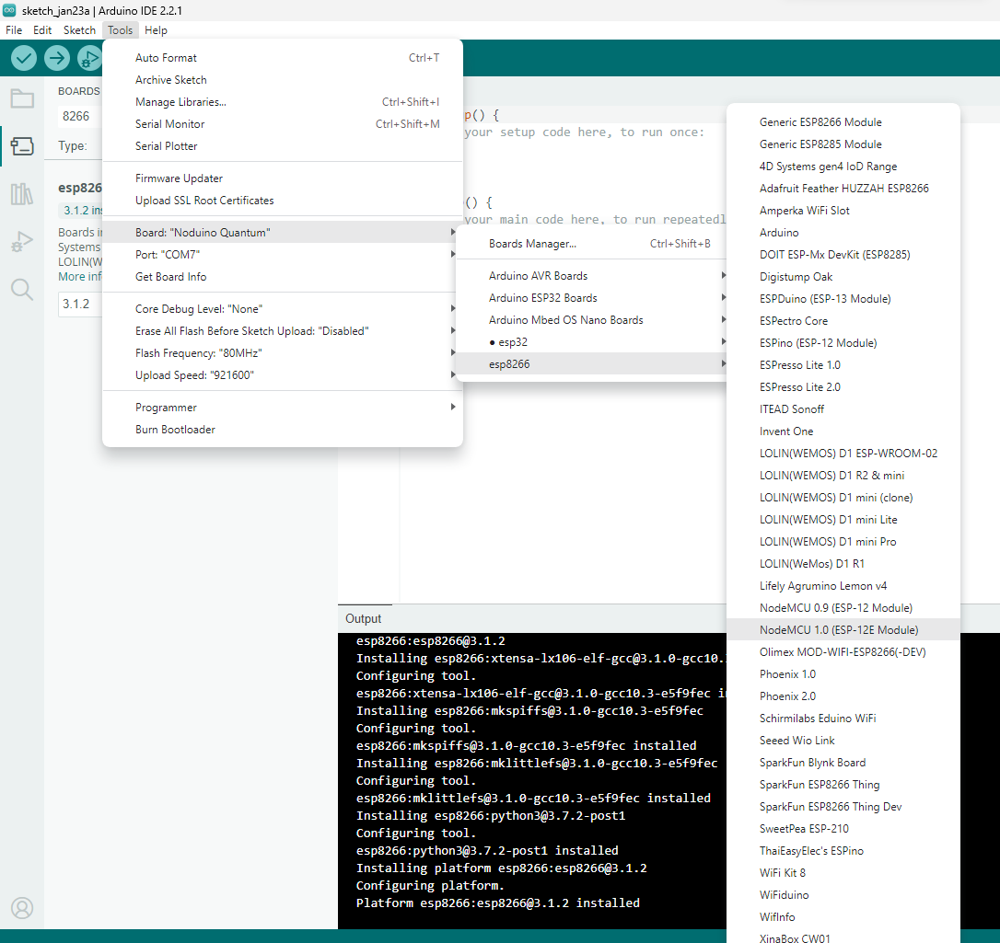 sketch_jan23a | Arduino IDE 2.2.1
File Edit Sketch Tools Help
BOARDS
8266
Type:
esp826
3.1.2 ins
Boards in
Systems
LOLIN(W
More info
3.1.2
Auto Format Ctrl+T
Archive Sketch
Manage Libraries... Ctrl+Shift+I
Serial Monitor Ctrl+Shift+M
Serial Plotter
Firmware Updater
Upload SSL Root Certificates
Board: "Noduino Quantum"
Port: "COM7"
Get Board Info
Core Debug Level: "None"
Erase All Flash Before Sketch Upload: "Disabled"
Flash Frequency: "80MHz"
Upload Speed: "921600"
Programmer
Burn Bootloader
p() {
your setup code here, to run once:
() {
your main code here, to run repeatedl
Boards Manager... Ctrl+Shift+B
Arduino AVR Boards
Arduino ESP32 Boards
Arduino Mbed OS Nano Boards
● esp32
esp8266
Generic ESP8266 Module
Generic ESP8285 Module
4D Systems gen4 IoD Range
Adafruit Feather HUZZAH ESP8266
Amperka WiFi Slot
Arduino
DOIT ESP-Mx DevKit (ESP8285)
Digistump Oak
ESPDuino (ESP-13 Module)
ESPectro Core
ESPino (ESP-12 Module)
ESPresso Lite 1.0
ESPresso Lite 2.0
ITEAD Sonoff
Invent One
LOLIN(WEMOS) D1 ESP-WROOM-02
LOLIN(WEMOS) D1 R2 & mini
LOLIN(WEMOS) D1 mini (clone)
LOLIN(WEMOS) D1 mini Lite
LOLIN(WEMOS) D1 mini Pro
LOLIN(WeMos) D1 R1
Lifely Agrumino Lemon v4
NodeMCU 0.9 (ESP-12 Module)
NodeMCU 1.0 (ESP-12E Module)
Olimex MOD-WIFI-ESP8266(-DEV)
Phoenix 1.0
Phoenix 2.0
Schirmilabs Eduino WiFi
Seeed Wio Link
SparkFun Blynk Board
SparkFun ESP8266 Thing
SparkFun ESP8266 Thing Dev
SweetPea ESP-210
ThaiEasyElec's ESPino
WiFi Kit 8
WiFiduino
WifInfo
XinaBox CW01
Output
esp8266:esp8266@3.1.2
Installing esp8266:xtensa-lx106-elf-gcc@3.1.0-gcc10.
Configuring tool.
esp8266:xtensa-lx106-elf-gcc@3.1.0-gcc10.3-e5f9fec i
Installing esp8266:mkspiffs@3.1.0-gcc10.3-e5f9fec
Configuring tool.
esp8266:mkspiffs@3.1.0-gcc10.3-e5f9fec installed
Installing esp8266:mklittlefs@3.1.0-gcc10.3-e5f9fec
Configuring tool.
esp8266:mklittlefs@3.1.0-gcc10.3-e5f9fec installed
Installing esp8266:python3@3.7.2-post1
Configuring tool.
esp8266:python3@3.7.2-post1 installed
Installing platform esp8266:esp8266@3.1.2
Configuring platform.
Platform esp8266:esp8266@3.1.2 installed